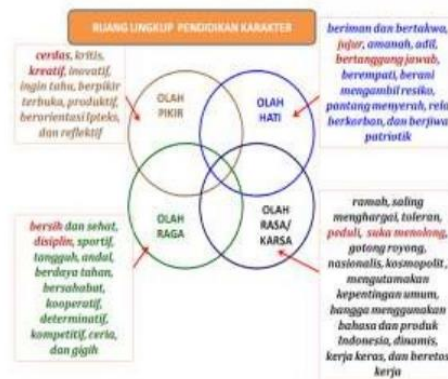 RUANG LINGKUP PENDIDIKAN KARAKTER
cerdas, kritis,
kreatif, inovatif,
ingin tahu, berpikir
terbuka, produktif,
berorientasi Ipteks,
dan reflektif
beriman dan bertakwa,
jujur, amanah, adil,
bertanggung jawab,
berempati, berani
mengambil resiko,
pantang menyerah, rela
berkorban, dan berjiwa
patriotik
OLAH
PIKIR
OLAH
HATI
OLAH
RAGA
OLAH
RASA/
KARSA
bersih dan sehat,
disiplin, sportif,
tangguh, andal,
berdaya tahan,
bersahabat,
kooperatif,
determinatif,
kompetitif, ceria,
dan gigih
ramah, saling
menghargai, toleran,
peduli, suka menolong,
gotong royong,
nasionalis, kosmopolit,
mengutamakan
kepentingan umum,
bangga menggunakan
bahasa dan produk
Indonesia, dinamis,
kerja keras, dan beretos
kerja